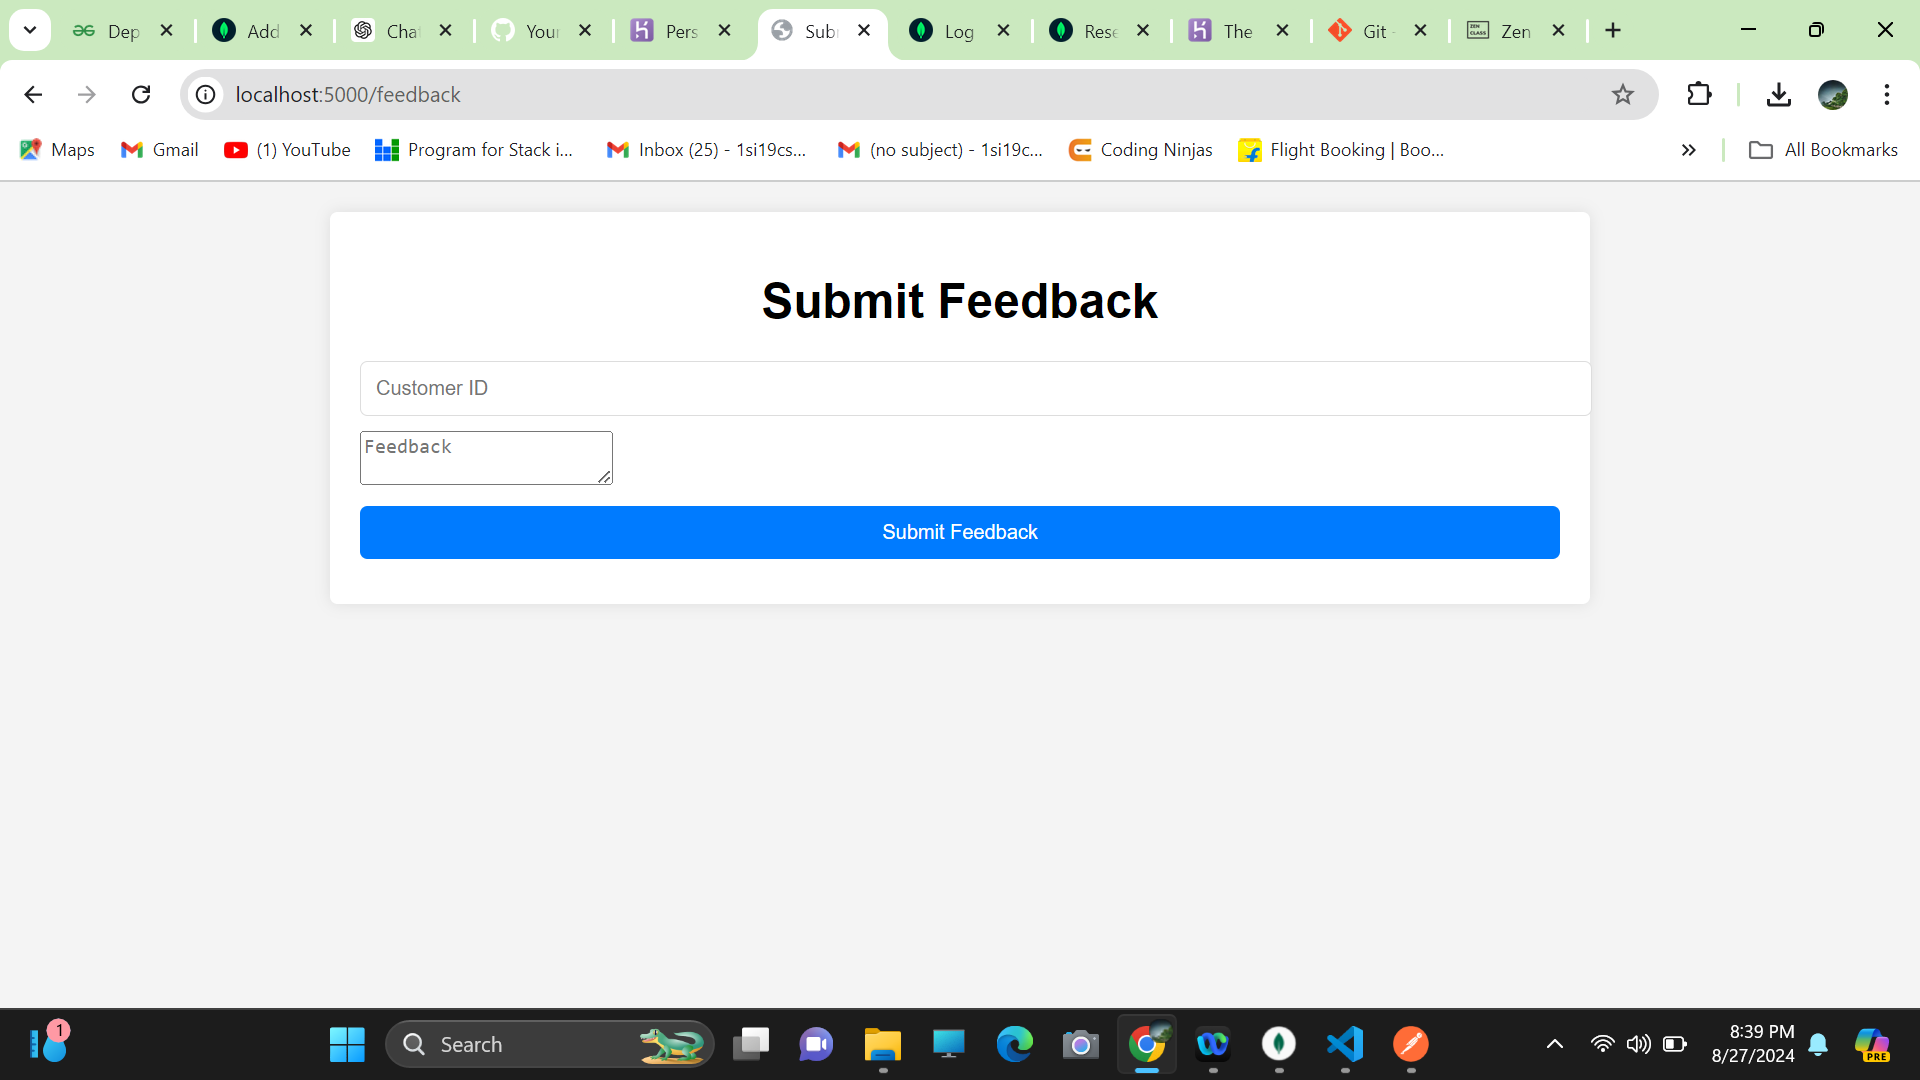 Dep
Add
Cha
Your
Pers
Sub
Log
Rese
The
Git -
Zen
localhost:5000/feedback
Maps
Gmail
(1) YouTube
Program for Stack i...
Inbox (25) - 1si19cs...
(no subject) - 1si19c...
Coding Ninjas
Flight Booking | Boo...
All Bookmarks
Submit Feedback
Customer ID
Feedback
Submit Feedback
1
Search
8:39 PM
8/27/2024
PRE